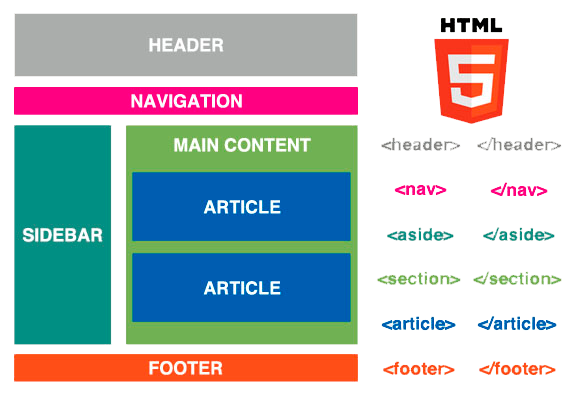 HEADER
NAVIGATION
SIDEBAR
MAIN CONTENT
ARTICLE
ARTICLE
FOOTER
HTML
5
<header> </header>
<nav> </nav>
<aside> </aside>
<section> </section>
<article> </article>
<footer> </footer>